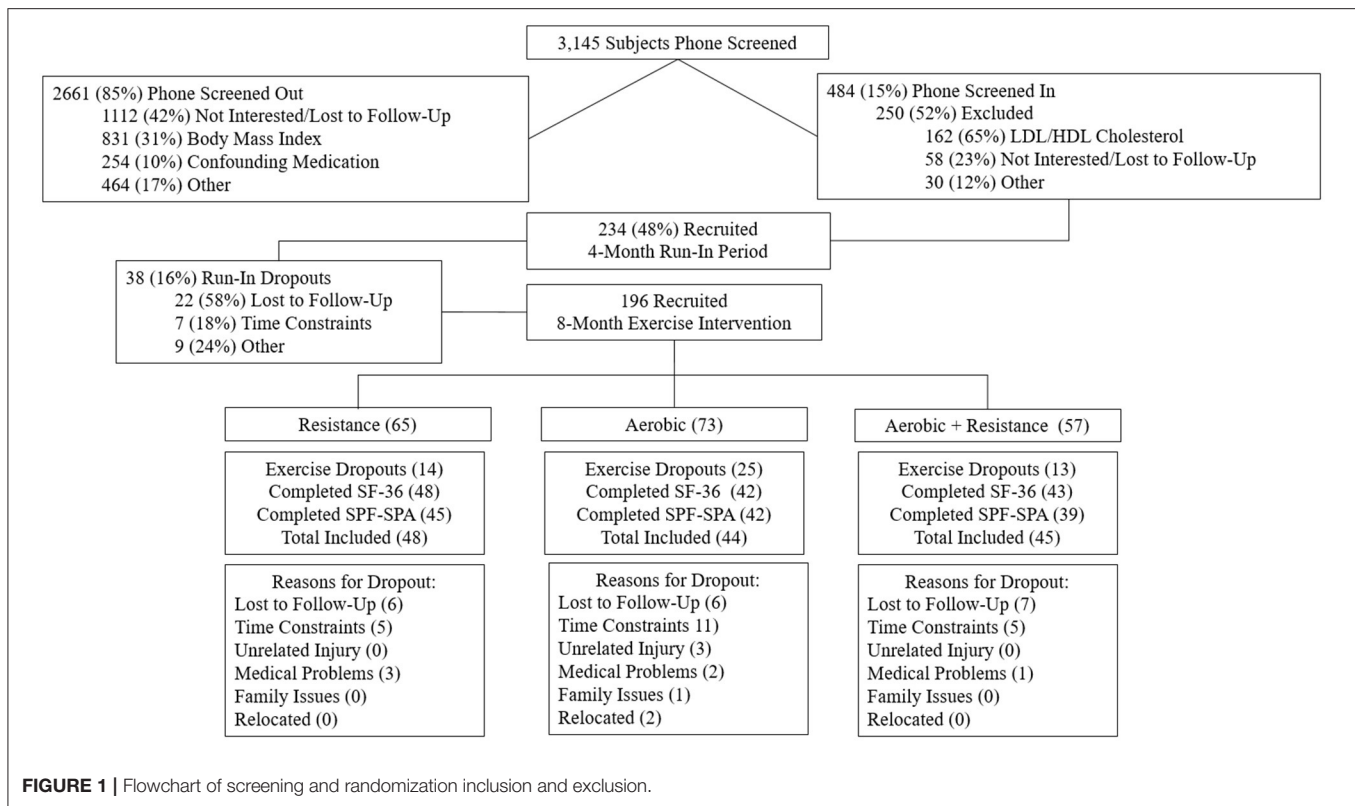 3,145 Subjects Phone Screened
2661 (85%) Phone Screened Out
1112 (42%) Not Interested/Lost to Follow-Up
831 (31%) Body Mass Index
254 (10%) Confounding Medication
464 (17%) Other
484 (15%) Phone Screened In
250 (52%) Excluded
162 (65%) LDL/HDL Cholesterol
58 (23%) Not Interested/Lost to Follow-Up
30 (12%) Other
234 (48%) Recruited
4-Month Run-In Period
38 (16%) Run-In Dropouts
22 (58%) Lost to Follow-Up
7 (18%) Time Constraints
9 (24%) Other
196 Recruited
8-Month Exercise Intervention
Resistance (65)
Exercise Dropouts (14)
Completed SF-36 (48)
Completed SPF-SPA (45)
Total Included (48)
Reasons for Dropout:
Lost to Follow-Up (6)
Time Constraints (5)
Unrelated Injury (0)
Medical Problems (3)
Family Issues (0)
Relocated (0)
Aerobic (73)
Exercise Dropouts (25)
Completed SF-36 (42)
Completed SPF-SPA (42)
Total Included (44)
Reasons for Dropout:
Lost to Follow-Up (6)
Time Constraints 11)
Unrelated Injury (3)
Medical Problems (2)
Family Issues (1)
Relocated (2)
Aerobic + Resistance (57)
Exercise Dropouts (13)
Completed SF-36 (43)
Completed SPF-SPA (39)
Total Included (45)
Reasons for Dropout:
Lost to Follow-Up (7)
Time Constraints (5)
Unrelated Injury (0)
Medical Problems (1)
Family Issues (0)
Relocated (0)
FIGURE 1 | Flowchart of screening and randomization inclusion and exclusion.